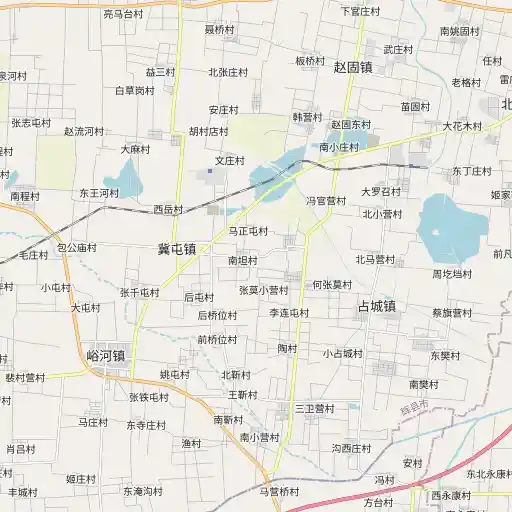 亮马台村
下官庄村
聂桥村
南姚固村
武庄村
板桥村
任村
赵固镇
泉河村
益三村
北张庄村
老格村
白草岗村
安庄村
苗固村
韩营村
张志屯村
赵流河村
胡村店村
赵固东村
大花木村
大麻村
南小庄村
文庄村
东丁庄村
东王河村
大罗召村
南程村
冯官营村
西岳村
北小营村
马正屯村
包公庙村
冀屯镇
毛庄村
南坦村
北马营村
周圪垱村
小屯村
张千屯村
张莫小营村
何张莫村
后屯村
大屯村
占城镇
后桥位村
李连屯村
蔡旗营村
前桥位村
陶村
峪河镇
小占城村
东樊村
裴村营村
姚屯村
北靳村
南樊村
张铁屯村
王靳村
三卫营村
辉县市
马庄村
东寺庄村
南靳村
渔村
南小营村
肖吕村
沟西庄村
安村
姬庄村
冯村
东北永康村
丰城村
东淹沟村
马营桥村
西永康村
方台村